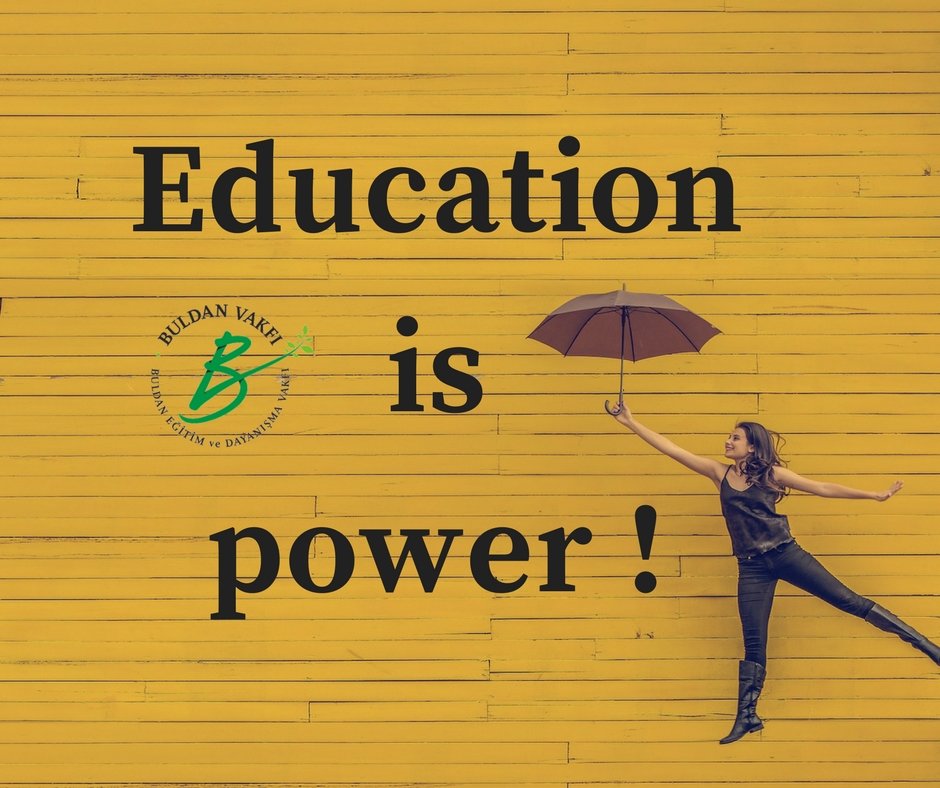 Education
BULDAN VAKFI
B
BULDAN EĞİTİM ve DAYANIŞMA VAKFI
is
power !